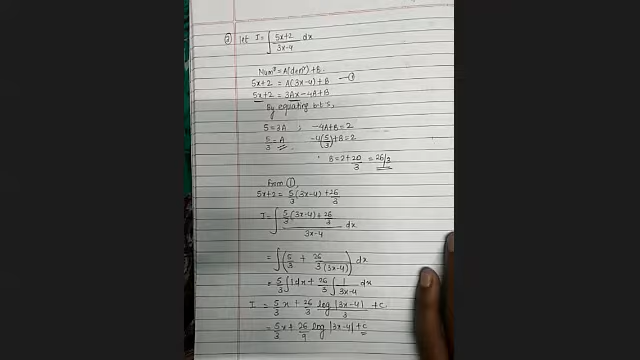 ② let I = ∫ 5x+2 / 3x-4 dx
Numʳ = A(denʳ) + B.
5x+2 = A(3x-4) + B —①
5x+2 = 3Ax - 4A + B
By equating b.t.s,
5 = 3A ; -4A + B = 2
5/3 = A -4(5/3) + B = 2
B = 2 + 20/3 = 26/3
from ①,
5x+2 = 5/3 (3x-4) + 26/3
I = ∫ 5/3 (3x-4) + 26/3 / 3x-4 dx
= ∫ (5/3 + 26 / 3(3x-4)) dx
= 5/3 ∫ 1dx + 26/3 ∫ 1 / 3x-4 dx
I = 5/3 x + 26/3 log |3x-4| / 3 + c
= 5x/3 + 26/9 log |3x-4| + c